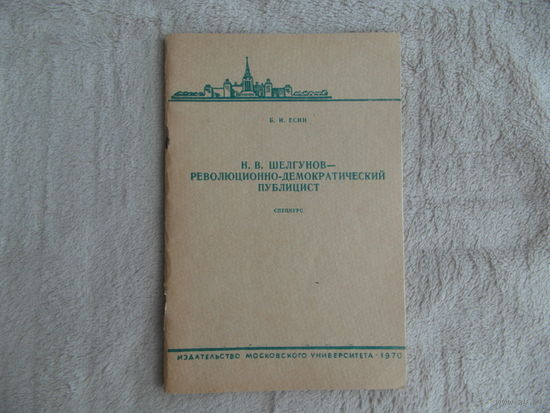 Б. И. ЕСИН
Н. В. ШЕЛГУНОВ—
РЕВОЛЮЦИОННО-ДЕМОКРАТИЧЕСКИЙ
ПУБЛИЦИСТ
СПЕЦКУРС
ИЗДАТЕЛЬСТВО МОСКОВСКОГО УНИВЕРСИТЕТА - 1970